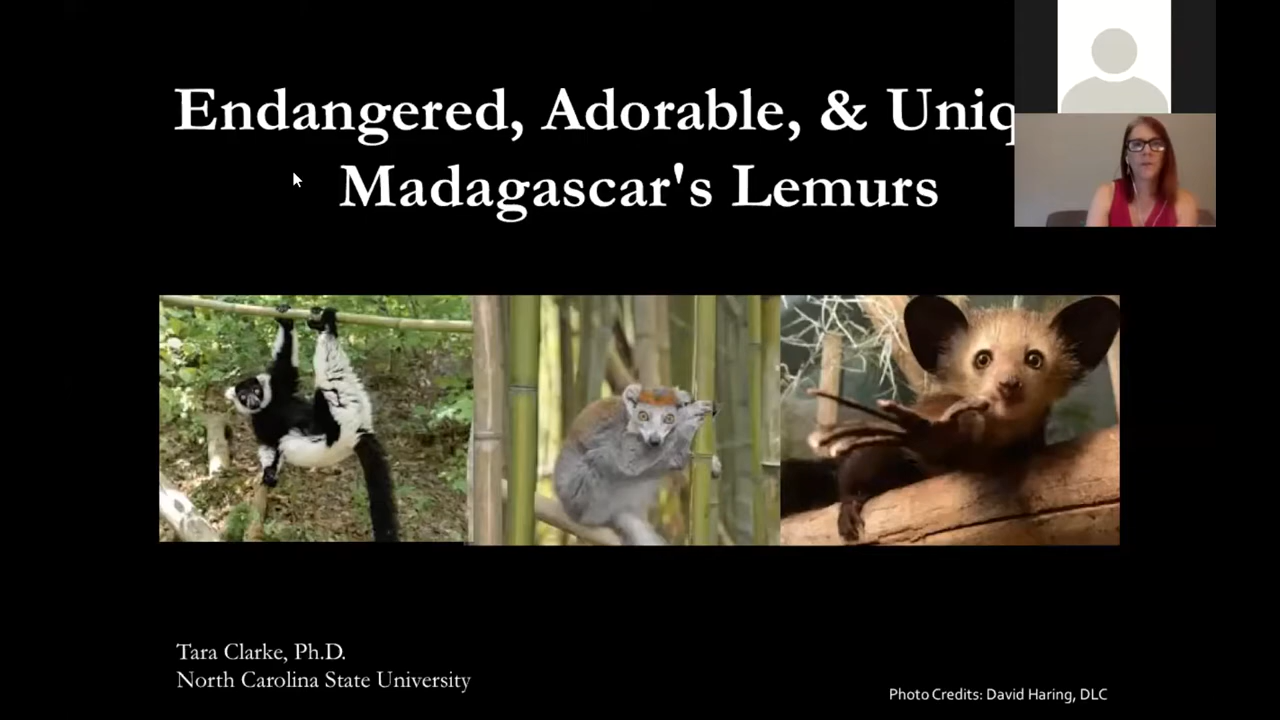 Endangered, Adorable, & Uniq
Madagascar's Lemurs
Tara Clarke, Ph.D.
North Carolina State University
Photo Credits: David Haring, DLC